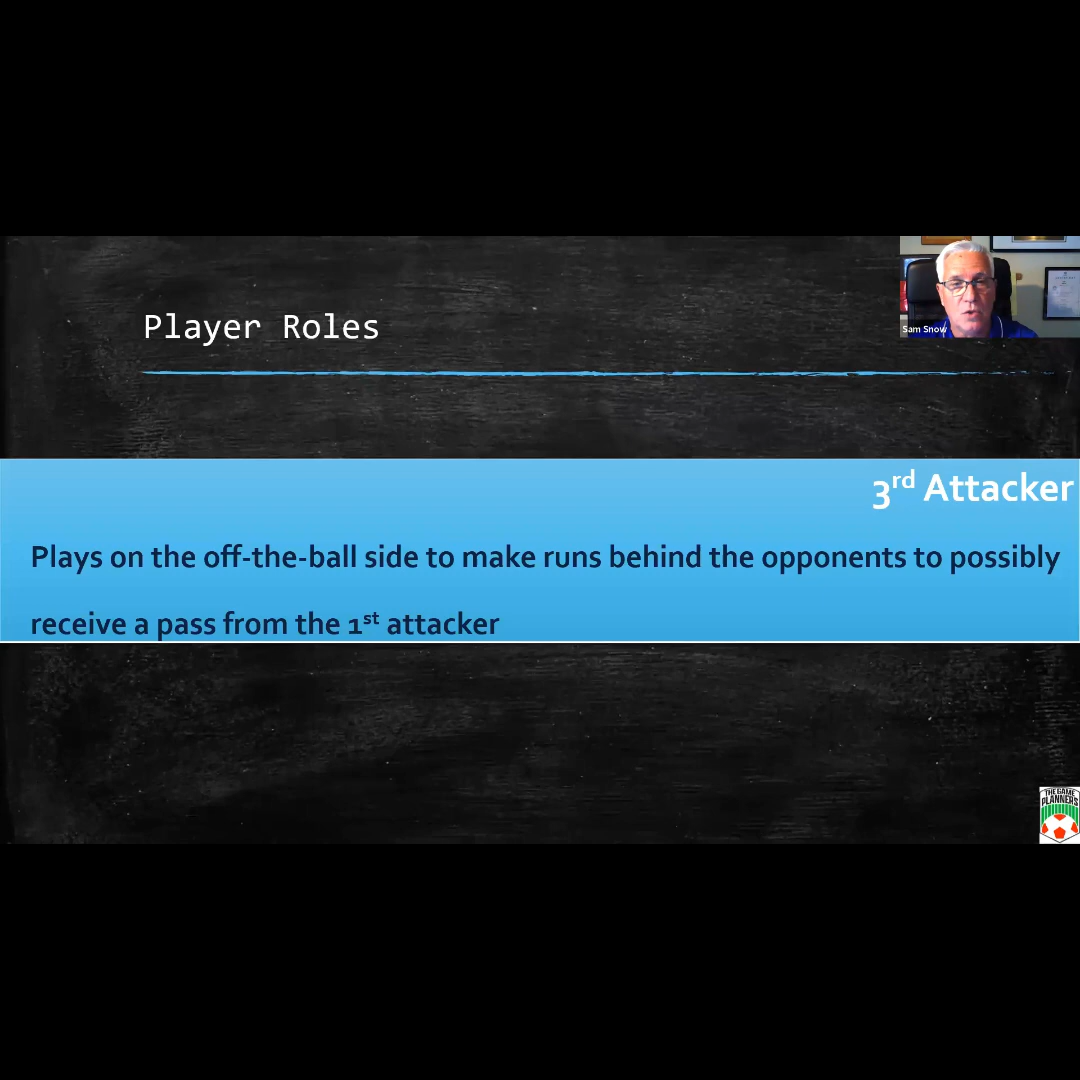 Player Roles
Sam Snow
3rd Attacker
Plays on the off-the-ball side to make runs behind the opponents to possibly
receive a pass from the 1st attacker
THE GAME
PLANNERS